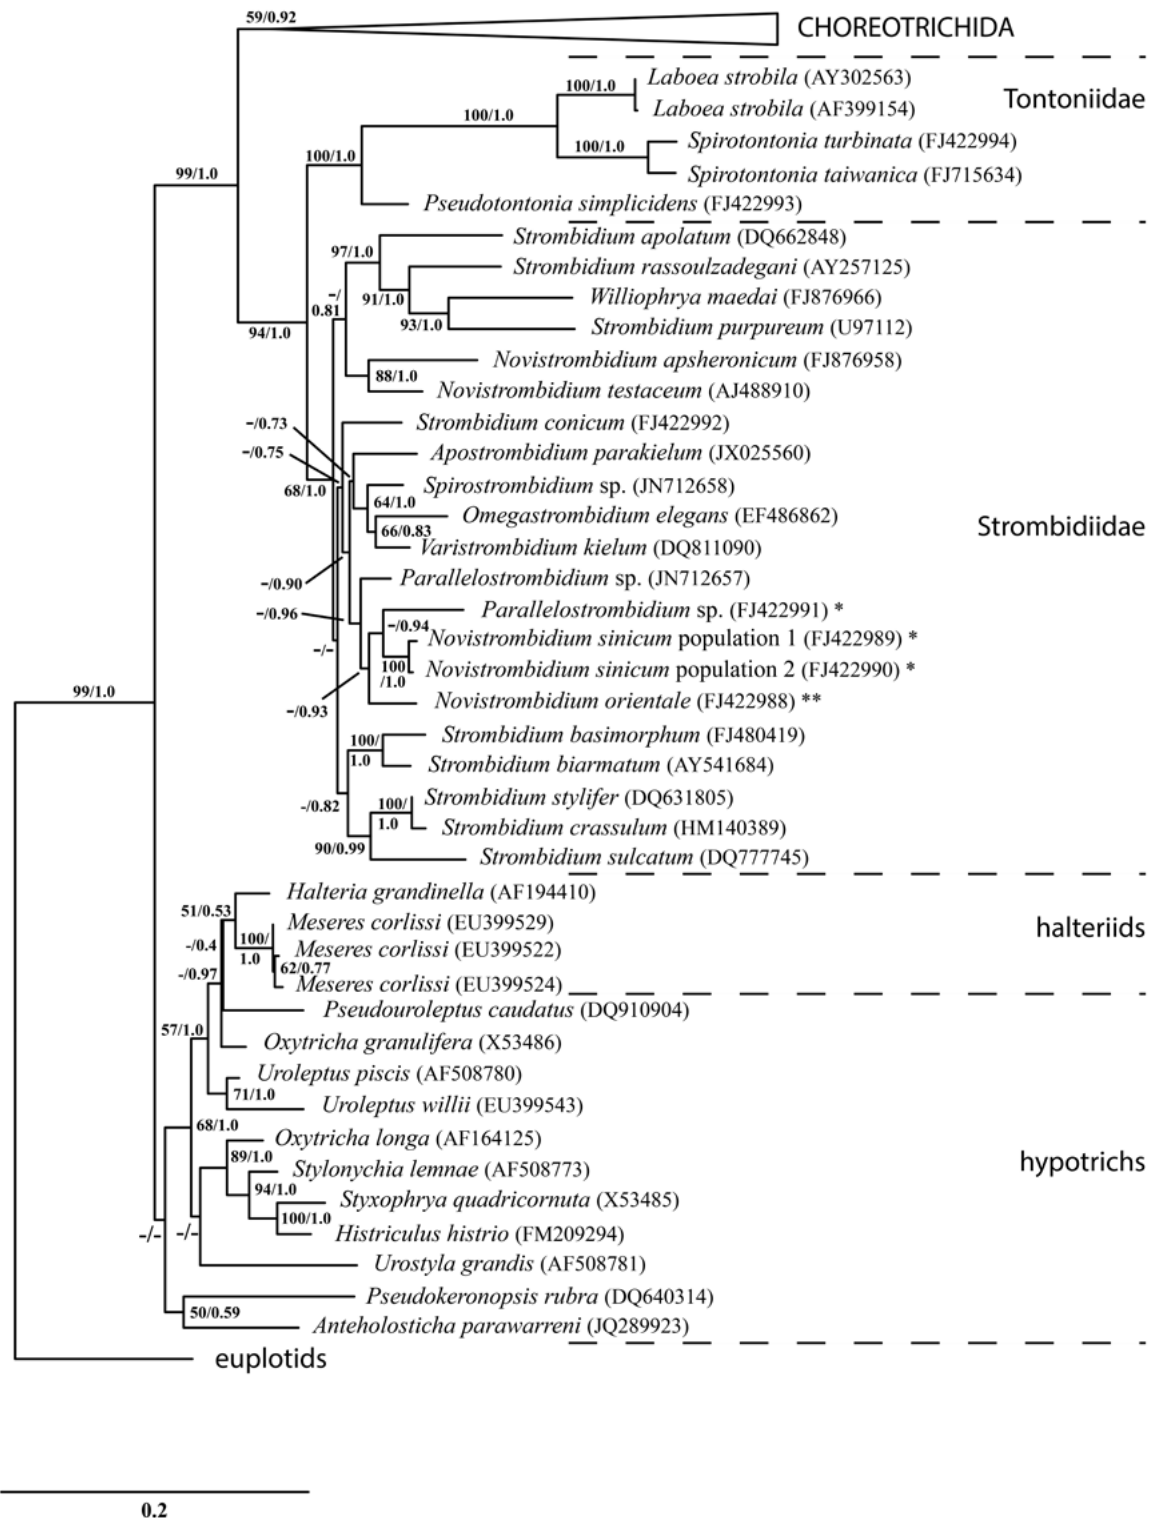 59/0.92
CHOREOTRICHIDA
Laboea strobila (AY302563)
100/1.0
Tontoniidae
Laboea strobila (AF399154)
100/1.0
Spirotontonia turbinata (FJ422994)
100/1.0
100/1.0
Spirotontonia taiwanica (FJ715634)
99/1.0
Pseudotontonia simplicidens (FJ422993)
Strombidium apolatum (DQ662848)
97/1.0
Strombidium rassoulzadegani (AY257125)
-/
0.81
91/1.0
Williophrya maedai (FJ876966)
93/1.0
Strombidium purpureum (U97112)
94/1.0
Novistrombidium apsheronicum (FJ876958)
88/1.0
Novistrombidium testaceum (AJ488910)
-/0.73
Strombidium conicum (FJ422992)
-/0.75
Apostrombidium parakielum (JX025560)
68/1.0
Spirostrombidium sp. (JN712658)
64/1.0
Omegastrombidium elegans (EF486862)
Strombidiidae
66/0.83
Varistrombidium kielum (DQ811090)
-/0.90
Parallelostrombidium sp. (JN712657)
-/0.96
Parallelostrombidium sp. (FJ422991) *
-/0.94
Novistrombidium sinicum population 1 (FJ422989) *
-/-
100
/1.0
Novistrombidium sinicum population 2 (FJ422990) *
99/1.0
Novistrombidium orientale (FJ422988) **
-/0.93
Strombidium basimorphum (FJ480419)
100/
1.0
Strombidium biarmatum (AY541684)
Strombidium stylifer (DQ631805)
-/0.82
100/
1.0
Strombidium crassulum (HM140389)
90/0.99
Strombidium sulcatum (DQ777745)
Halteria grandinella (AF194410)
51/0.53
Meseres corlissi (EU399529)
halteriids
-/0.4
100/
1.0
Meseres corlissi (EU399522)
62/0.77
-/0.97
Meseres corlissi (EU399524)
Pseudouroleptus caudatus (DQ910904)
57/1.0
Oxytricha granulifera (X53486)
Uroleptus piscis (AF508780)
71/1.0
Uroleptus willii (EU399543)
68/1.0
Oxytricha longa (AF164125)
89/1.0
hypotrichs
Stylonychia lemnae (AF508773)
94/1.0
Styxophrya quadricornuta (X53485)
100/1.0
-/-
-/-
Histriculus histrio (FM209294)
Urostyla grandis (AF508781)
Pseudokeronopsis rubra (DQ640314)
50/0.59
Anteholosticha parawarreni (JQ289923)
euplotids
0.2